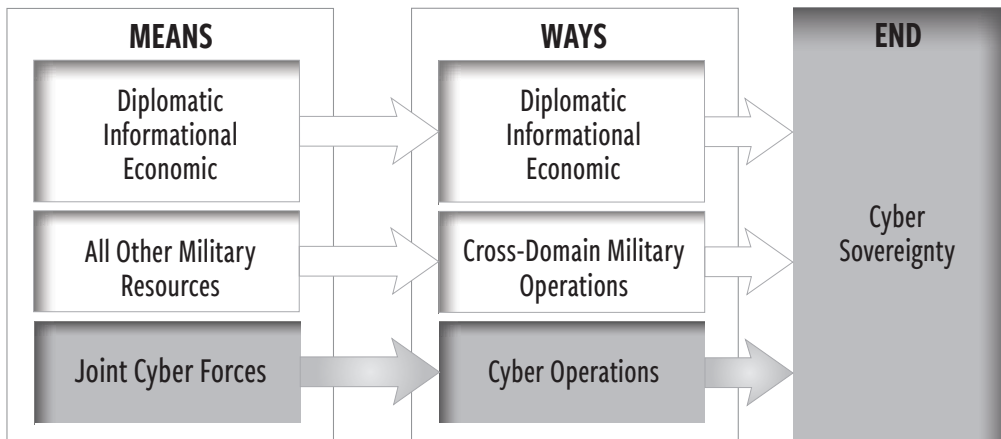 MEANS
Diplomatic
Informational
Economic
All Other Military
Resources
Joint Cyber Forces
WAYS
Diplomatic
Informational
Economic
Cross-Domain Military
Operations
Cyber Operations
END
Cyber
Sovereignty